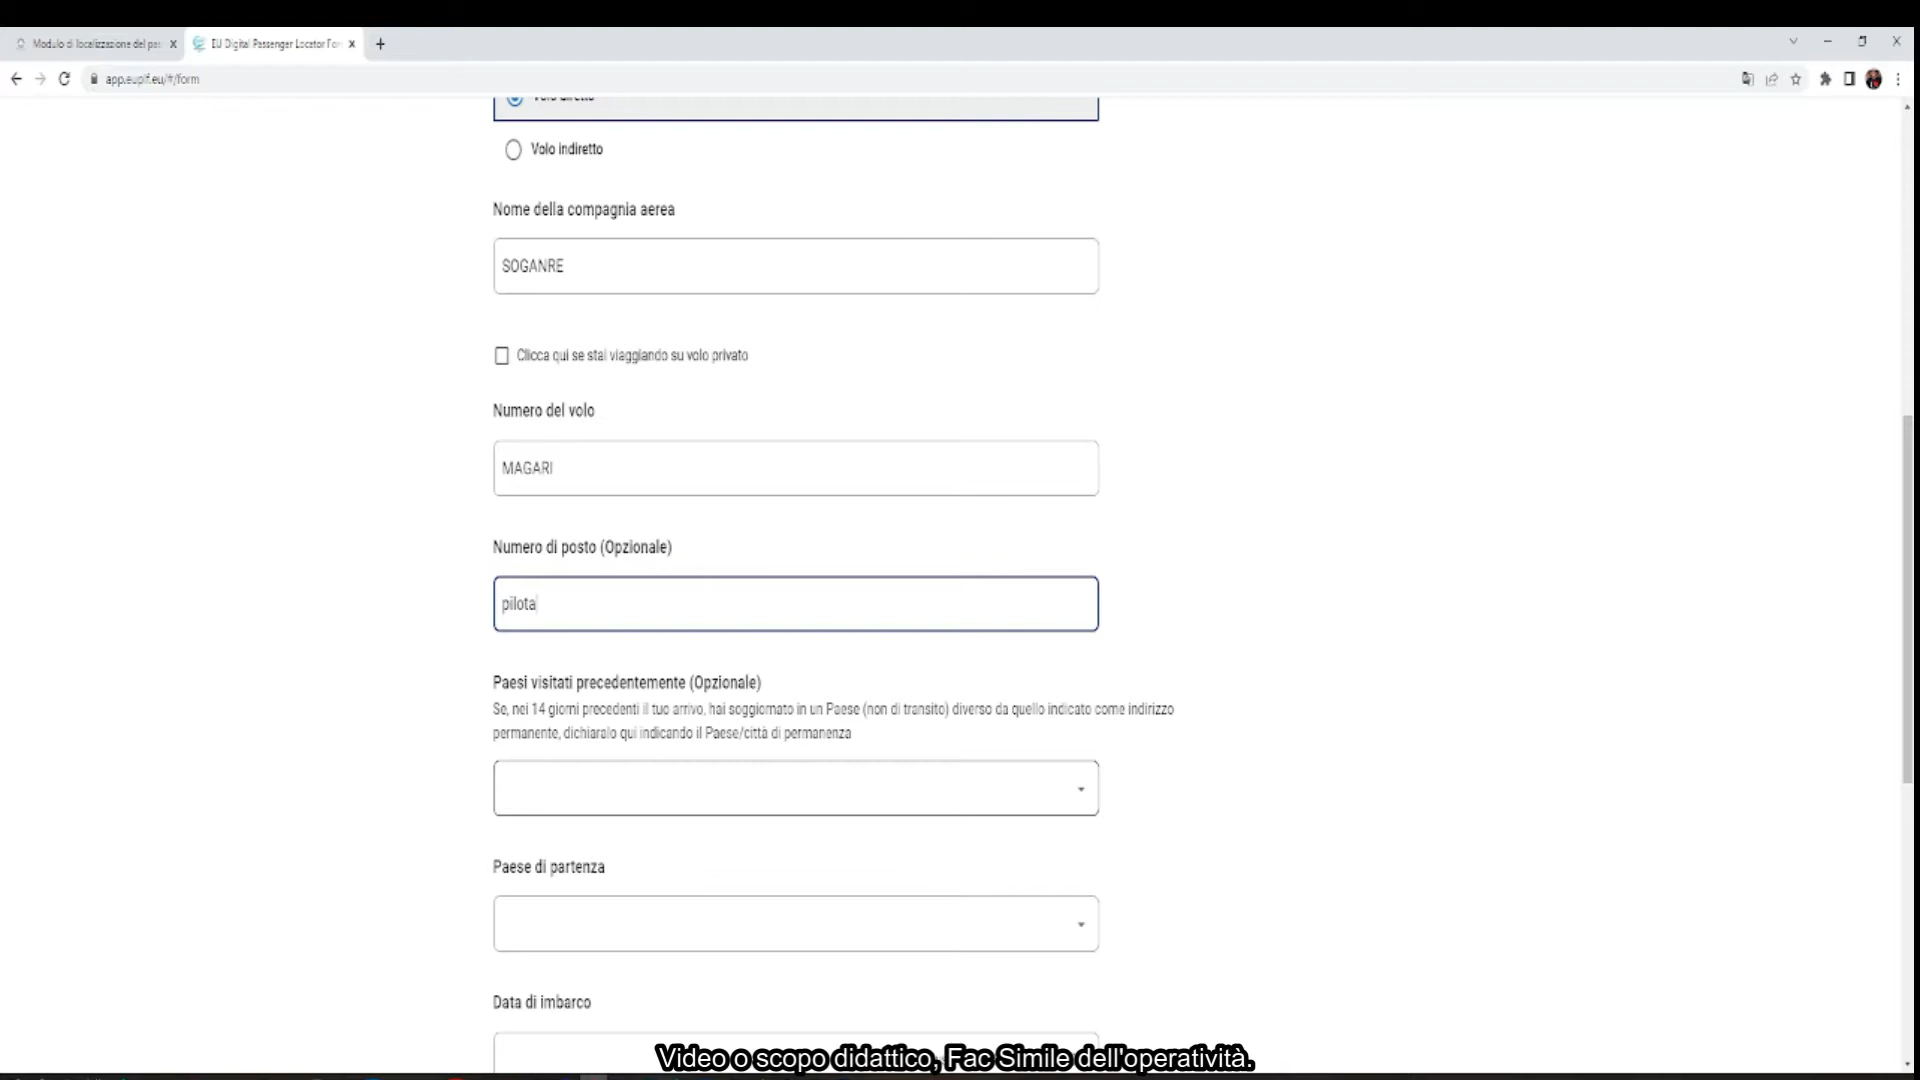 Modulo di localizzazione del pas
EU Digital Passenger Locator For
app.euplf.eu/#/form
Volo diretto
Volo indiretto
Nome della compagnia aerea
SOGANRE
Clicca qui se stai viaggiando su volo privato
Numero del volo
MAGARI
Numero di posto (Opzionale)
pilota
Paesi visitati precedentemente (Opzionale)
Se, nei 14 giorni precedenti il tuo arrivo, hai soggiornato in un Paese (non di transito) diverso da quello indicato come indirizzo
permanente, dichiaralo qui indicando il Paese/città di permanenza
Paese di partenza
Data di imbarco
Video o scopo didattico, Fac Simile dell'operatività.